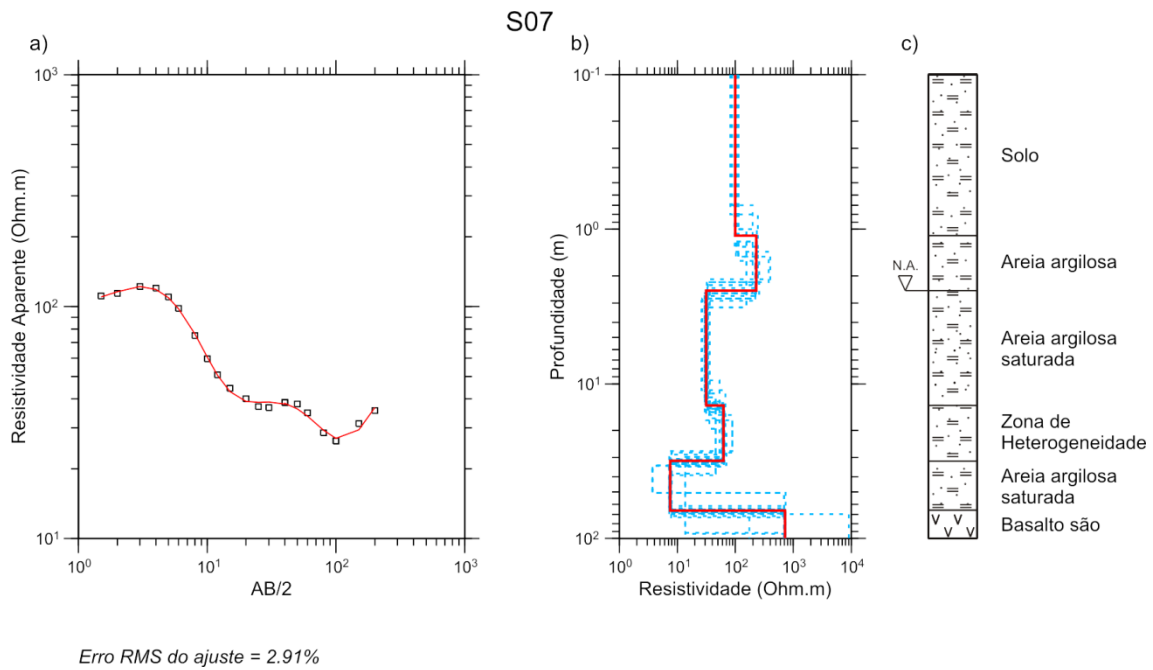 S07
a)
10³
10²
10¹
Resistividade Aparente (Ohm.m)
10⁰
10¹
10²
10³
AB/2
b)
10⁻¹
10⁰
10¹
10²
Profundidade (m)
10⁰
10¹
10²
10³
10⁴
Resistividade (Ohm.m)
c)
Solo
Areia argilosa
N.A.
Areia argilosa
saturada
Zona de
Heterogeneidade
Areia argilosa
saturada
Basalto são
Erro RMS do ajuste = 2.91%